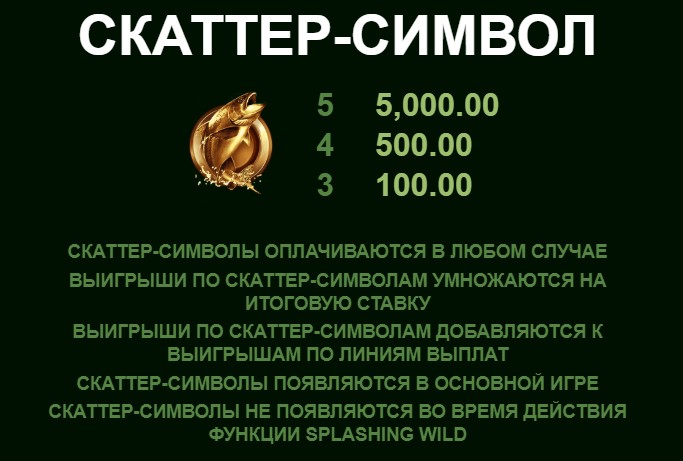 СКАТТЕР-СИМВОЛ
5 5,000.00
4 500.00
3 100.00
СКАТТЕР-СИМВОЛЫ ОПЛАЧИВАЮТСЯ В ЛЮБОМ СЛУЧАЕ
ВЫИГРЫШИ ПО СКАТТЕР-СИМВОЛАМ УМНОЖАЮТСЯ НА
ИТОГОВУЮ СТАВКУ
ВЫИГРЫШИ ПО СКАТТЕР-СИМВОЛАМ ДОБАВЛЯЮТСЯ К
ВЫИГРЫШАМ ПО ЛИНИЯМ ВЫПЛАТ
СКАТТЕР-СИМВОЛЫ ПОЯВЛЯЮТСЯ В ОСНОВНОЙ ИГРЕ
СКАТТЕР-СИМВОЛЫ НЕ ПОЯВЛЯЮТСЯ ВО ВРЕМЯ ДЕЙСТВИЯ
ФУНКЦИИ SPLASHING WILD